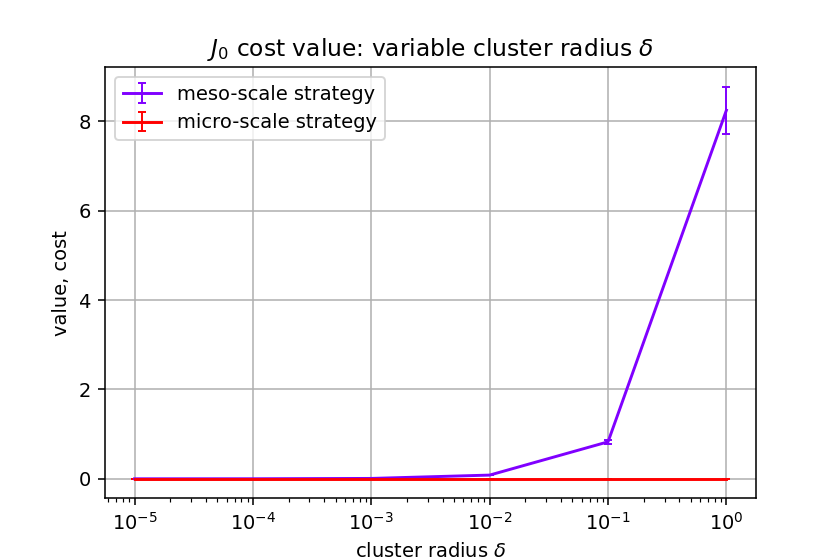 J₀ cost value: variable cluster radius δ
meso-scale strategy
micro-scale strategy
value, cost
8
6
4
2
0
10⁻⁵ 10⁻⁴ 10⁻³ 10⁻² 10⁻¹ 10⁰
cluster radius δ